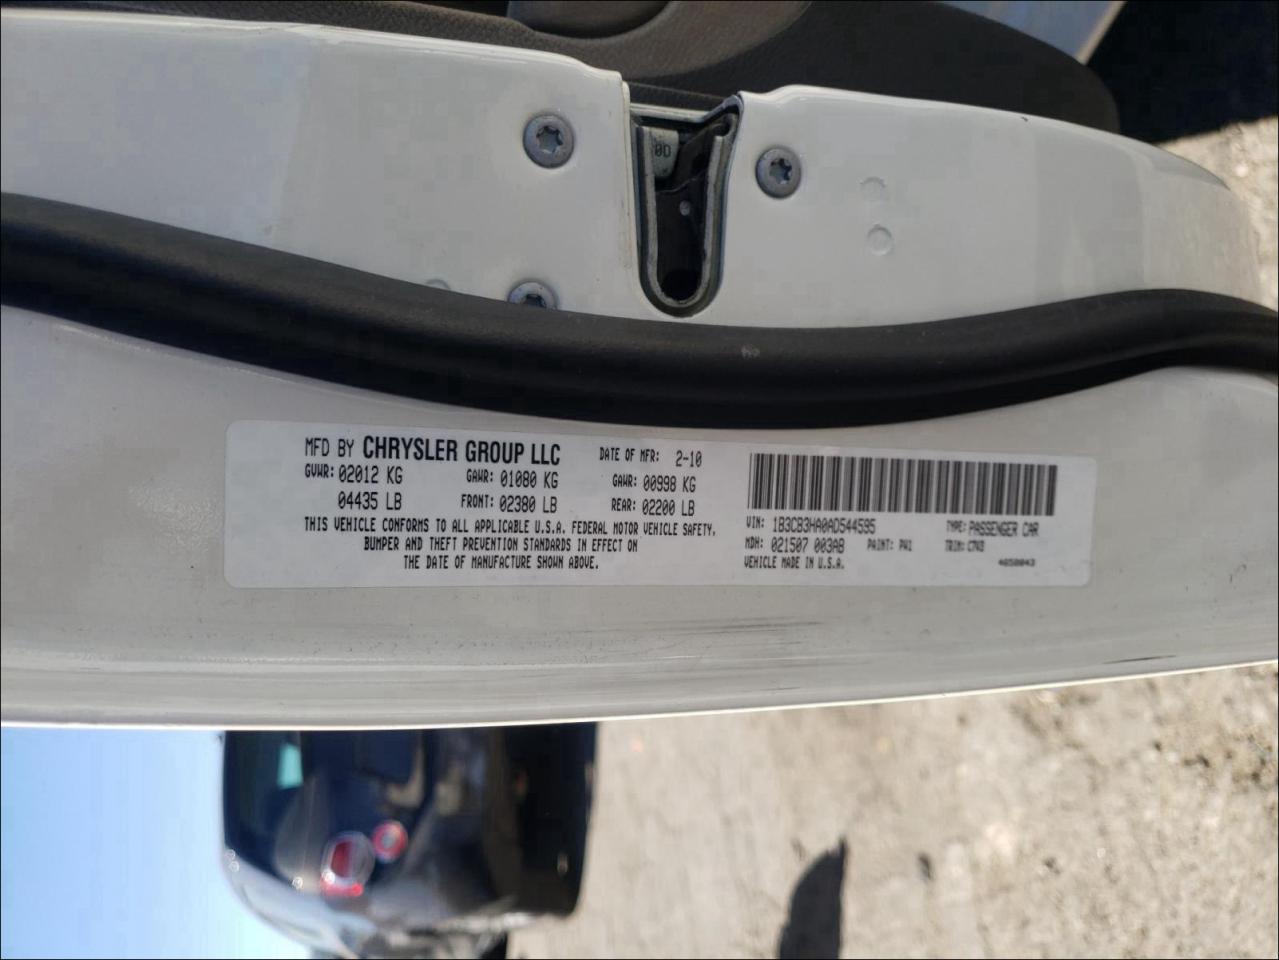 0D
MFD BY CHRYSLER GROUP LLC DATE OF MFR: 2-10
GVWR: 02012 KG GAWR: 01080 KG GAWR: 00998 KG
04435 LB FRONT: 02380 LB REAR: 02200 LB
THIS VEHICLE CONFORMS TO ALL APPLICABLE U.S.A. FEDERAL MOTOR VEHICLE SAFETY,
BUMPER AND THEFT PREVENTION STANDARDS IN EFFECT ON
THE DATE OF MANUFACTURE SHOWN ABOVE.
VIN: 1B3CB3HA0AD544595 TYPE: PASSENGER CAR
MDH: 021507 003AB PAINT: PW1 TRIM:
VEHICLE MADE IN U.S.A. 4650043